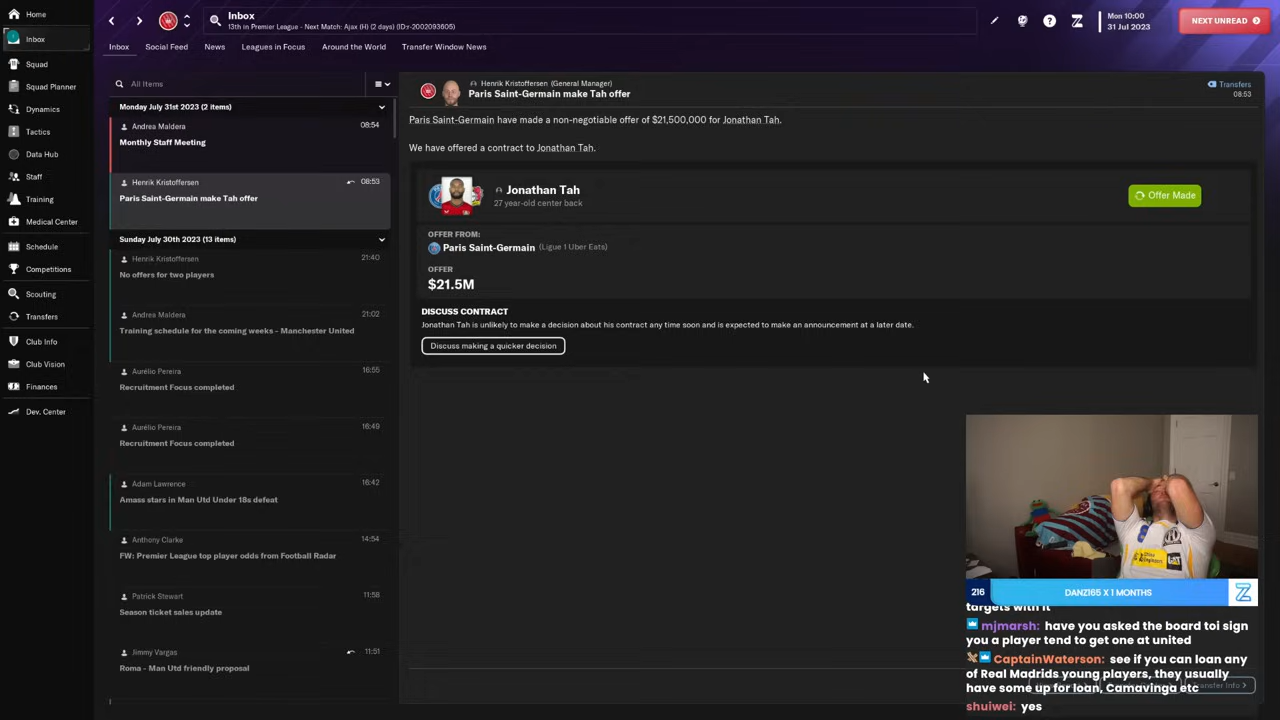 Home
Inbox
Squad
Squad Planner
Dynamics
Tactics
Data Hub
Staff
Training
Medical Center
Schedule
Competitions
Scouting
Transfers
Club Info
Club Vision
Finances
Dev. Center
Inbox
13th in Premier League - Next Match: Ajax (H) (2 days) (ID:r-2002093605)
Mon 10:00
31 Jul 2023
NEXT UNREAD
Inbox
Social Feed
News
Leagues in Focus
Around the World
Transfer Window News
All Items
Monday July 31st 2023 (2 items)
Andrea Maldera 08:54
Monthly Staff Meeting
Henrik Kristoffersen 08:53
Paris Saint-Germain make Tah offer
Sunday July 30th 2023 (13 items)
Henrik Kristoffersen 21:40
No offers for two players
Andrea Maldera 21:02
Training schedule for the coming weeks - Manchester United
Aurélio Pereira 16:55
Recruitment Focus completed
Aurélio Pereira 16:49
Recruitment Focus completed
Adam Lawrence 16:42
Amass stars in Man Utd Under 18s defeat
Anthony Clarke 14:54
FW: Premier League top player odds from Football Radar
Patrick Stewart 11:58
Season ticket sales update
Jimmy Vargas 11:51
Roma - Man Utd friendly proposal
Henrik Kristoffersen (General Manager)
Paris Saint-Germain make Tah offer
Transfers
08:53
Paris Saint-Germain have made a non-negotiable offer of $21,500,000 for Jonathan Tah.
We have offered a contract to Jonathan Tah.
Jonathan Tah
27 year-old center back
Offer Made
OFFER FROM:
Paris Saint-Germain (Ligue 1 Uber Eats)
OFFER
$21.5M
DISCUSS CONTRACT
Jonathan Tah is unlikely to make a decision about his contract any time soon and is expected to make an announcement at a later date.
Discuss making a quicker decision
216 DANZ165 X 1 MONTHS
targets with it
mjmarsh: have you asked the board toi sign
you a player tend to get one at united
CaptainWaterson: see if you can loan any
of Real Madrids young players, they usually
have some up for loan, Camavinga etc
Transfer Info
shuiwei: yes